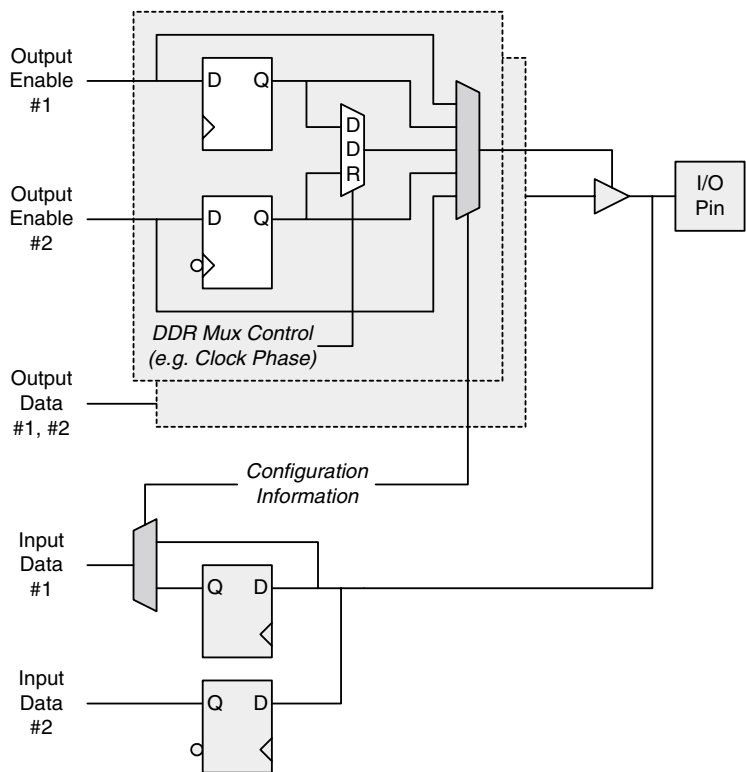 Output
Enable
#1
D Q
D
D
R
I/O
Pin
Output
Enable
#2
D Q
DDR Mux Control
(e.g. Clock Phase)
Output
Data
#1, #2
Configuration
Information
Input
Data
#1
Q D
Input
Data
#2
Q D